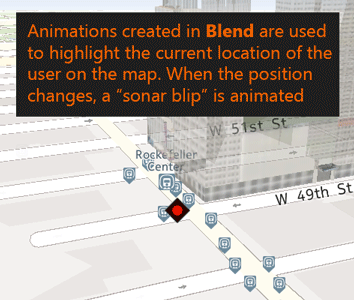 Animations created in Blend are used
to highlight the current location of the
user on the map. When the position
changes, a “sonar blip” is animated
W 51st St
Rockefeller
Center
W 49th St